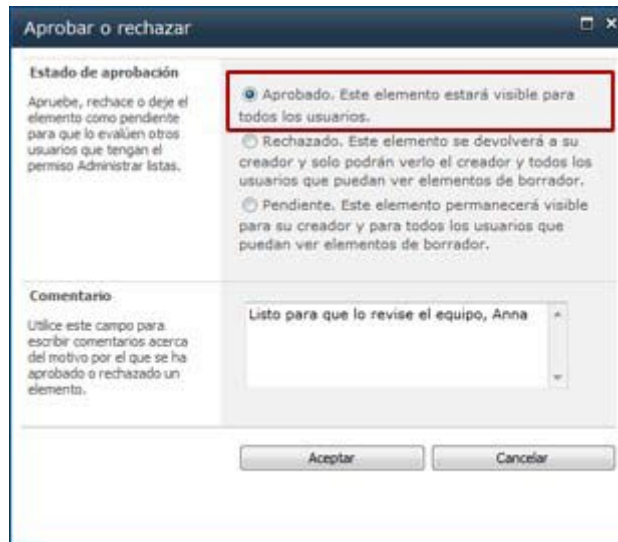 Aprobar o rechazar
Estado de aprobación
Apruebe, rechace o deje el
elemento como pendiente
para que lo evalúen otros
usuarios que tengan el
permiso Administrar listas.
Aprobado. Este elemento estará visible para
todos los usuarios.
Rechazado. Este elemento se devolverá a su
creador y solo podrán verlo el creador y todos los
usuarios que puedan ver elementos de borrador.
Pendiente. Este elemento permanecerá visible
para su creador y para todos los usuarios que
puedan ver elementos de borrador.
Comentario
Utilice este campo para
escribir comentarios acerca
del motivo por el que se ha
aprobado o rechazado un
elemento.
Listo para que lo revise el equipo, Anna
Aceptar
Cancelar